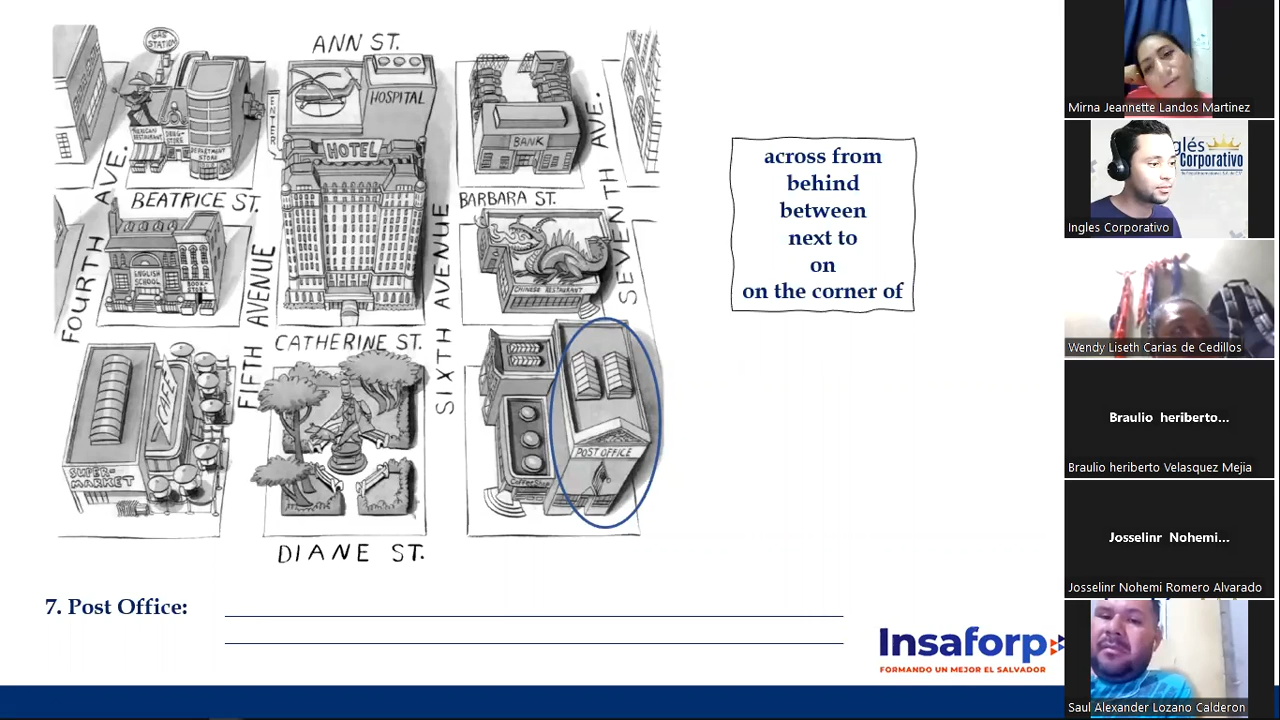 GAS
STATION
ANN ST.
HOSPITAL
MEXICAN
RESTAURANT
DRUG-
STORE
DEPARTMENT
STORE
HOTEL
BANK
FOURTH AVE.
BEATRICE ST.
BARBARA ST.
SEVENTH AVE.
ENGLISH
SCHOOL
BOOK-
STORE
FIFTH AVENUE
SIXTH AVENUE
CHINESE RESTAURANT
CATHERINE ST.
CAFE
SUPER-
MARKET
Coffee Shop
POST OFFICE
DIANE ST.
across from
behind
between
next to
on
on the corner of
7. Post Office:
Insaforp
FORMANDO UN MEJOR EL SALVADOR
Mirna Jeannette Landos Martinez
Inglés
Corporativo
Ingles Corporativo
Wendy Liseth Carias de Cedillos
Braulio heriberto...
Braulio heriberto Velasquez Mejia
Josselinr Nohemi...
Josselinr Nohemi Romero Alvarado
Saul Alexander Lozano Calderon